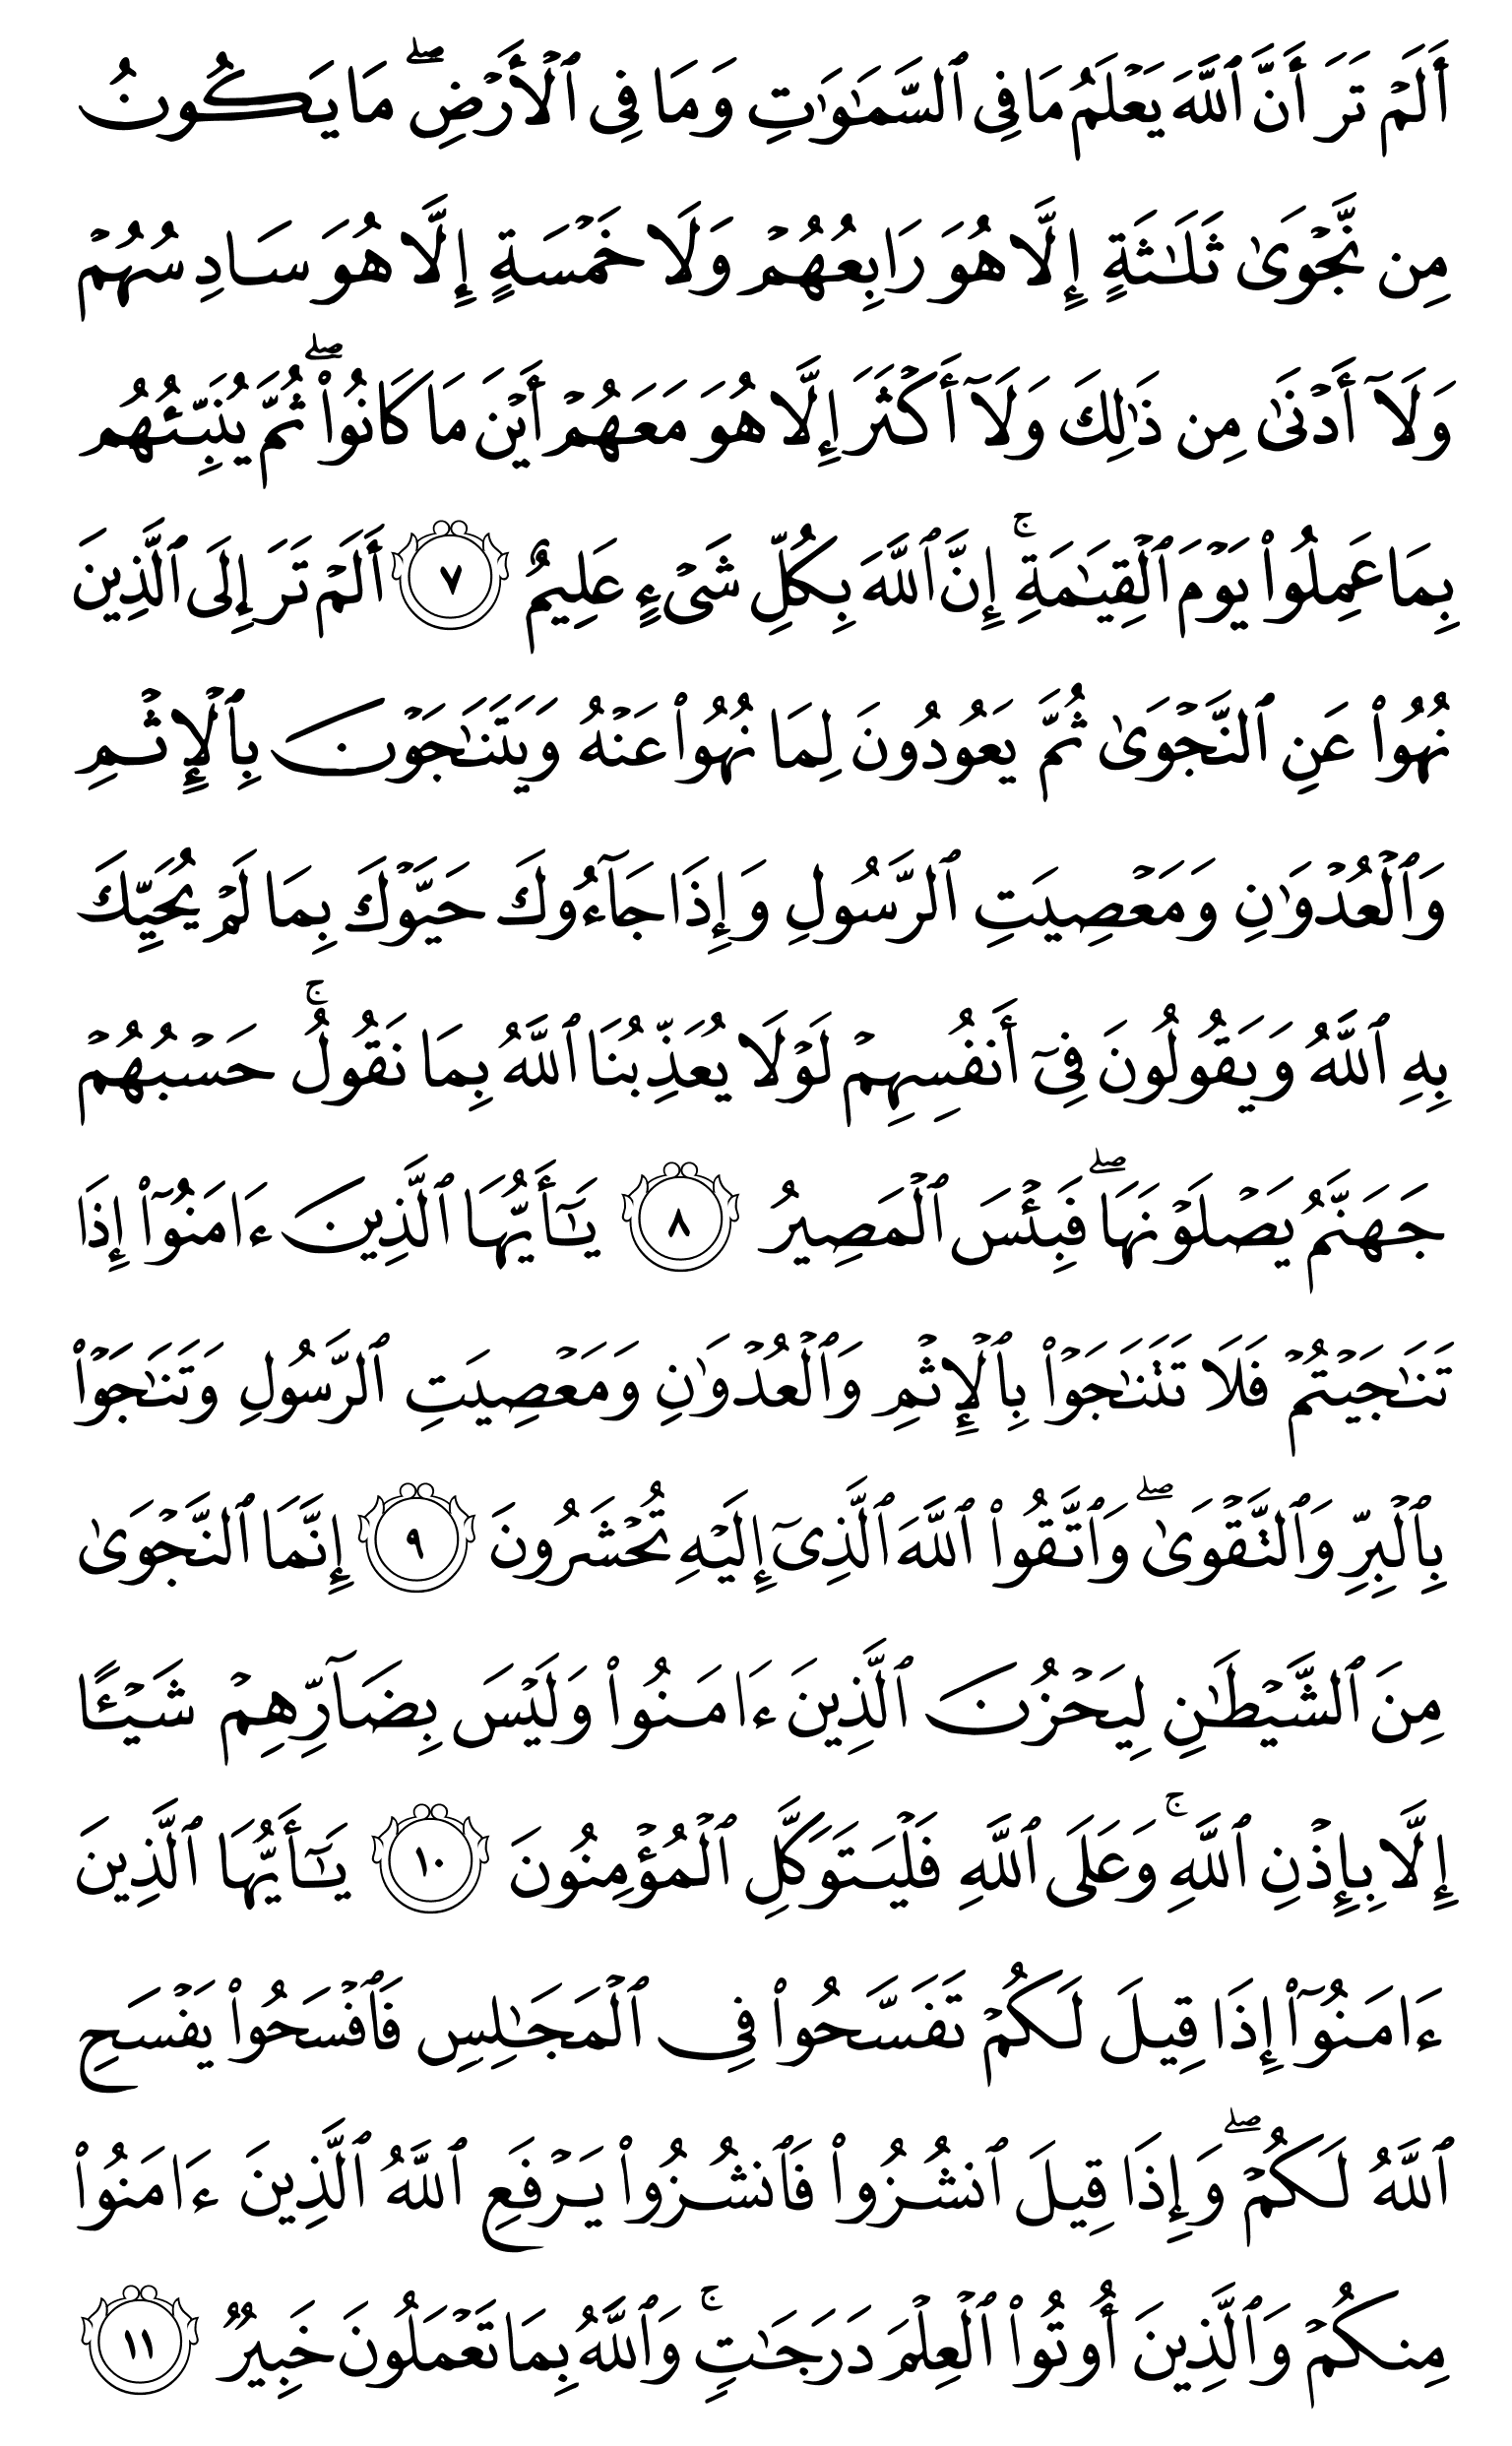 أَلَمْ تَرَ أَنَّ ٱللَّهَ يَعْلَمُ مَا فِى ٱلسَّمَٰوَٰتِ وَمَا فِى ٱلْأَرْضِ ۖ مَا يَكُونُ
مِن نَّجْوَىٰ ثَلَٰثَةٍ إِلَّا هُوَ رَابِعُهُمْ وَلَا خَمْسَةٍ إِلَّا هُوَ سَادِسُهُمْ
وَلَآ أَدْنَىٰ مِن ذَٰلِكَ وَلَآ أَكْثَرَ إِلَّا هُوَ مَعَهُمْ أَيْنَ مَا كَانُوا۟ ۖ ثُمَّ يُنَبِّئُهُم
بِمَا عَمِلُوا۟ يَوْمَ ٱلْقِيَٰمَةِ ۚ إِنَّ ٱللَّهَ بِكُلِّ شَىْءٍ عَلِيمٌ ٧ أَلَمْ تَرَ إِلَى ٱلَّذِينَ
نُهُوا۟ عَنِ ٱلنَّجْوَىٰ ثُمَّ يَعُودُونَ لِمَا نُهُوا۟ عَنْهُ وَيَتَنَٰجَوْنَ بِٱلْإِثْمِ
وَٱلْعُدْوَٰنِ وَمَعْصِيَتِ ٱلرَّسُولِ وَإِذَا جَآءُوكَ حَيَّوْكَ بِمَا لَمْ يُحَيِّكَ
بِهِ ٱللَّهُ وَيَقُولُونَ فِىٓ أَنفُسِهِمْ لَوْلَا يُعَذِّبُنَا ٱللَّهُ بِمَا نَقُولُ ۚ حَسْبُهُمْ
جَهَنَّمُ يَصْلَوْنَهَا ۖ فَبِئْسَ ٱلْمَصِيرُ ٨ يَٰٓأَيُّهَا ٱلَّذِينَ ءَامَنُوٓا۟ إِذَا
تَنَٰجَيْتُمْ فَلَا تَتَنَٰجَوْا۟ بِٱلْإِثْمِ وَٱلْعُدْوَٰنِ وَمَعْصِيَتِ ٱلرَّسُولِ وَتَنَٰجَوْا۟
بِٱلْبِرِّ وَٱلتَّقْوَىٰ ۖ وَٱتَّقُوا۟ ٱللَّهَ ٱلَّذِىٓ إِلَيْهِ تُحْشَرُونَ ٩ إِنَّمَا ٱلنَّجْوَىٰ
مِنَ ٱلشَّيْطَٰنِ لِيَحْزُنَ ٱلَّذِينَ ءَامَنُوا۟ وَلَيْسَ بِضَآرِّهِمْ شَيْـًٔا
إِلَّا بِإِذْنِ ٱللَّهِ ۚ وَعَلَى ٱللَّهِ فَلْيَتَوَكَّلِ ٱلْمُؤْمِنُونَ ١٠ يَٰٓأَيُّهَا ٱلَّذِينَ
ءَامَنُوٓا۟ إِذَا قِيلَ لَكُمْ تَفَسَّحُوا۟ فِى ٱلْمَجَٰلِسِ فَٱفْسَحُوا۟ يَفْسَحِ
ٱللَّهُ لَكُمْ ۖ وَإِذَا قِيلَ ٱنشُزُوا۟ فَٱنشُزُوا۟ يَرْفَعِ ٱللَّهُ ٱلَّذِينَ ءَامَنُوا۟
مِنكُمْ وَٱلَّذِينَ أُوتُوا۟ ٱلْعِلْمَ دَرَجَٰتٍ ۚ وَٱللَّهُ بِمَا تَعْمَلُونَ خَبِيرٌ ١١